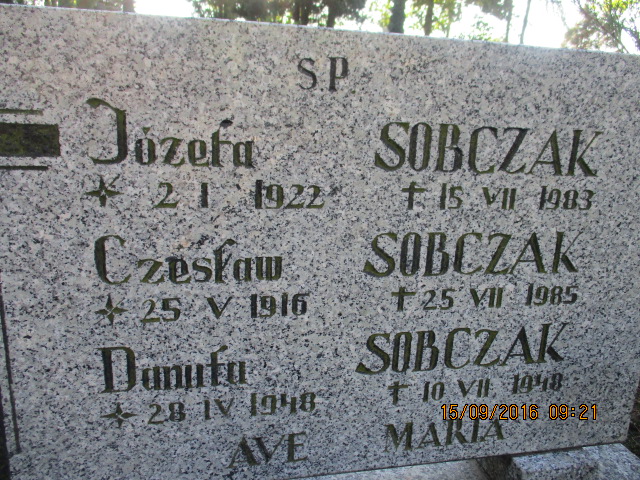 S P
Józefa SOBCZAK
2 I 1922 15 VII 1983
Czesław SOBCZAK
25 V 1916 25 VII 1985
Danuta SOBCZAK
28 IV 1948 10 VII 1948
AVE MARIA
15/09/2016 09:21